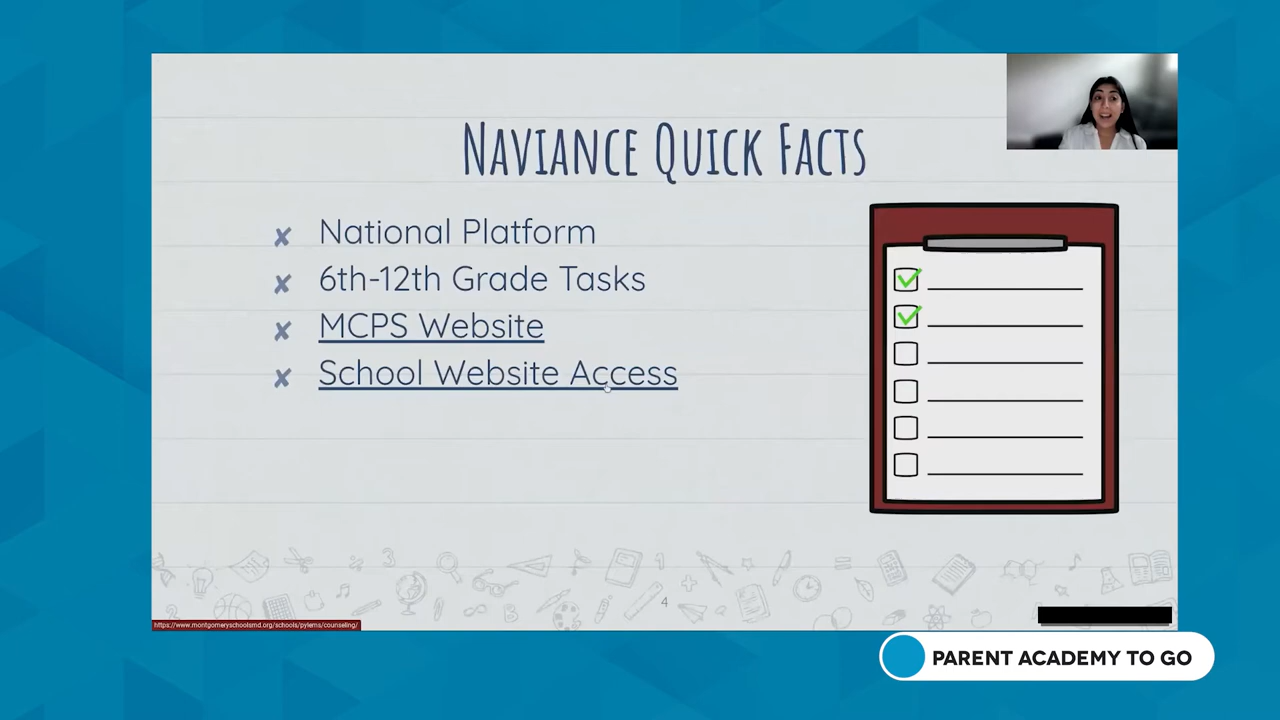 NAVIANCE QUICK FACTS
✘ National Platform
✘ 6th-12th Grade Tasks
✘ MCPS Website
✘ School Website Access
4
https://www.montgomeryschoolsmd.org/schools/pylems/counseling/
PARENT ACADEMY TO GO